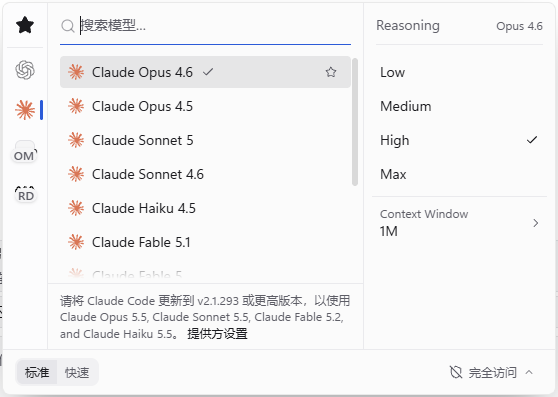 搜索模型...
Claude Opus 4.6
Claude Opus 4.5
Claude Sonnet 5
Claude Sonnet 4.6
Claude Haiku 4.5
Claude Fable 5.1
Claude Fable 5
请将 Claude Code 更新到 v2.1.293 或更高版本，以使用
Claude Opus 5.5, Claude Sonnet 5.5, Claude Fable 5.2,
and Claude Haiku 5.5。 提供方设置
OM
RD
Reasoning Opus 4.6
Low
Medium
High
Max
Context Window
1M
标准 快速
完全访问